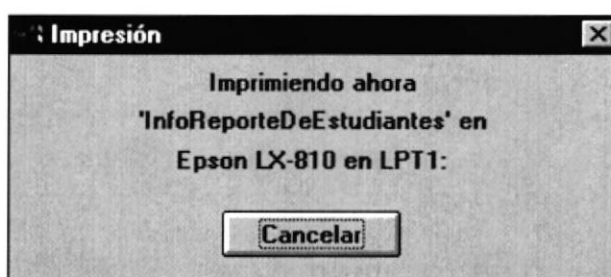 Impresión
Imprimiendo ahora
'InfoReporteDeEstudiantes' en
Epson LX-810 en LPT1:
Cancelar